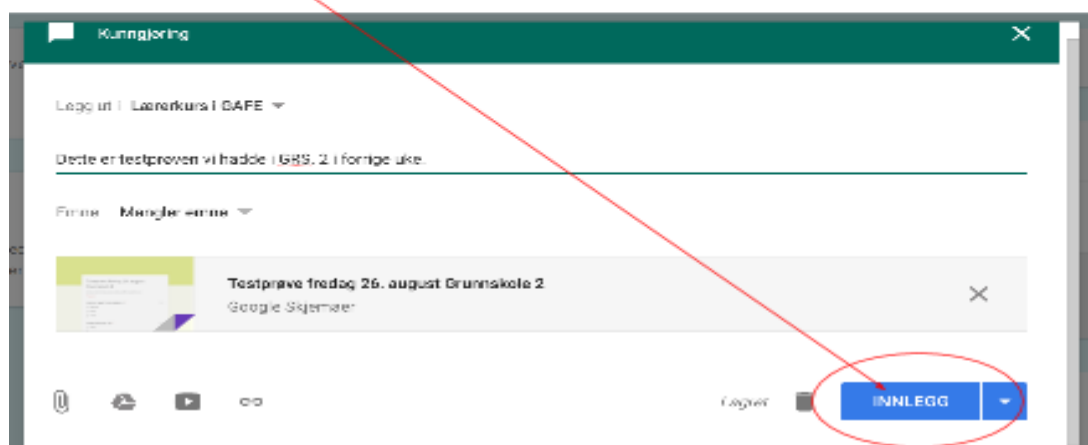 Kunngjøring
Legg ut i Lærerkurs i GAFE
Dette er testprøven vi hadde i GRS. 2 i forrige uke.
Emne Mangler emne
Testprøve fredag 26. august Grunnskole 2
Google Skjemaer
Lagret
INNLEGG